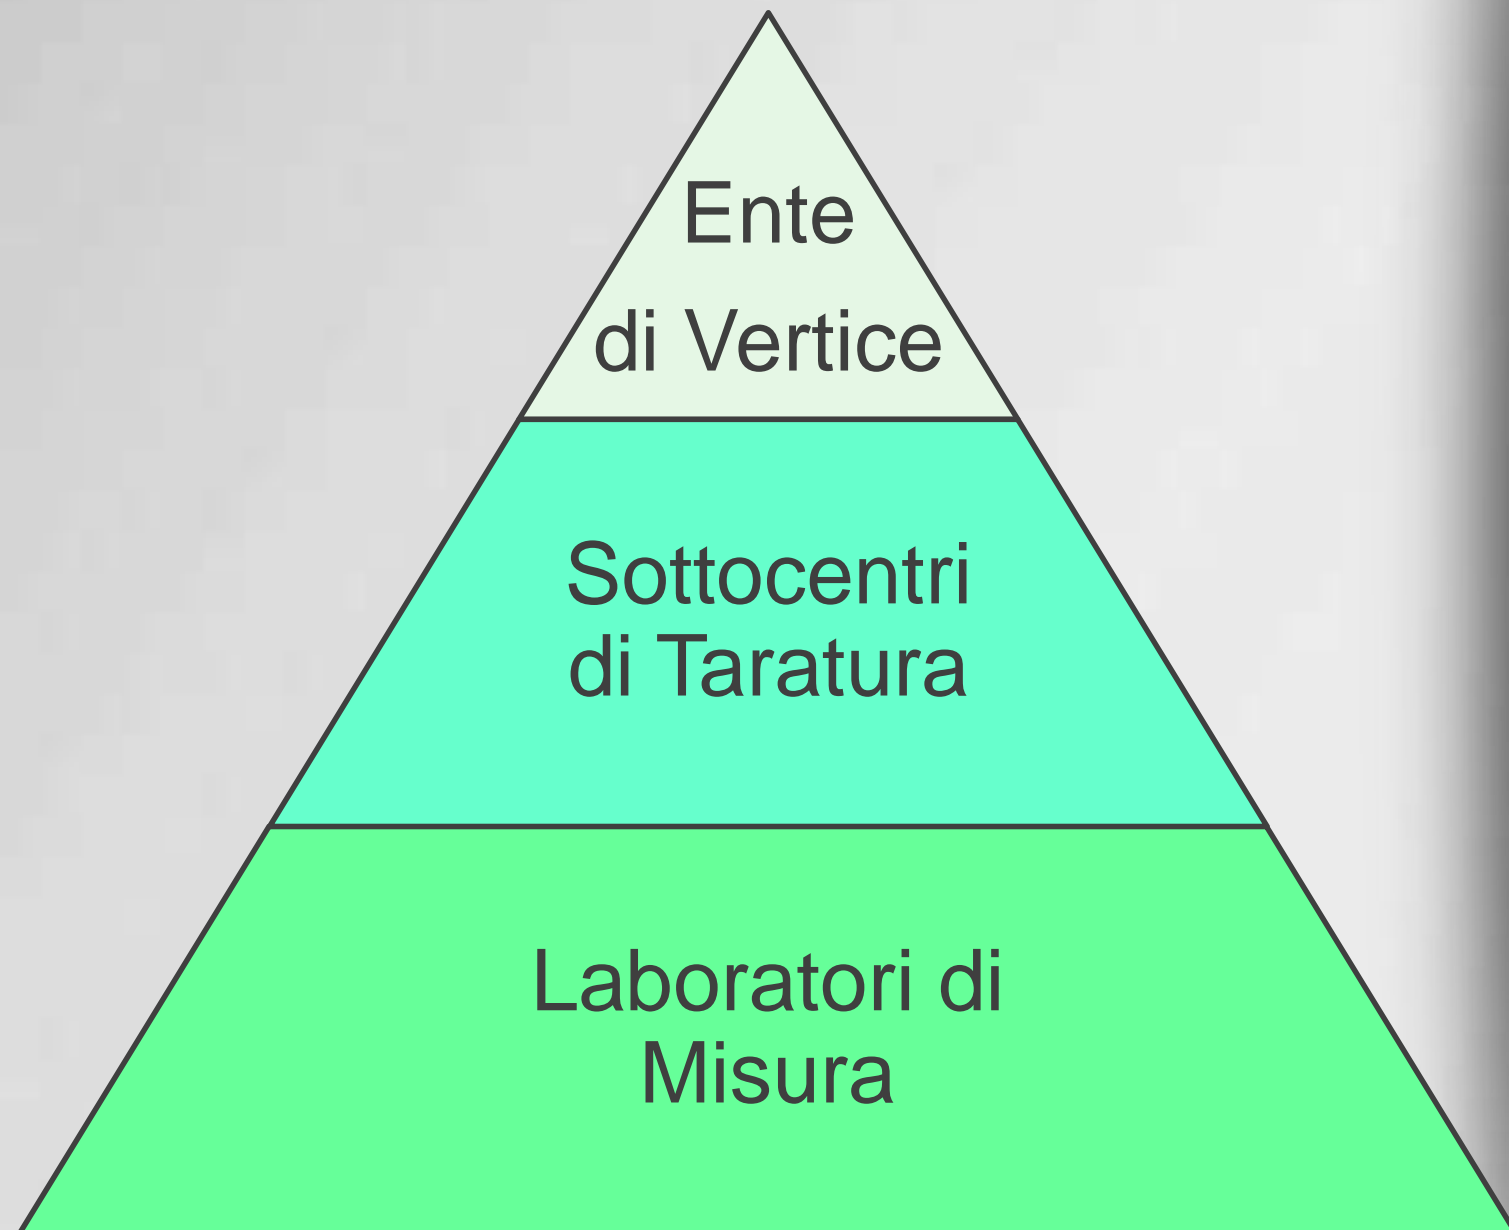 Ente
di Vertice
Sottocentri
di Taratura
Laboratori di
Misura